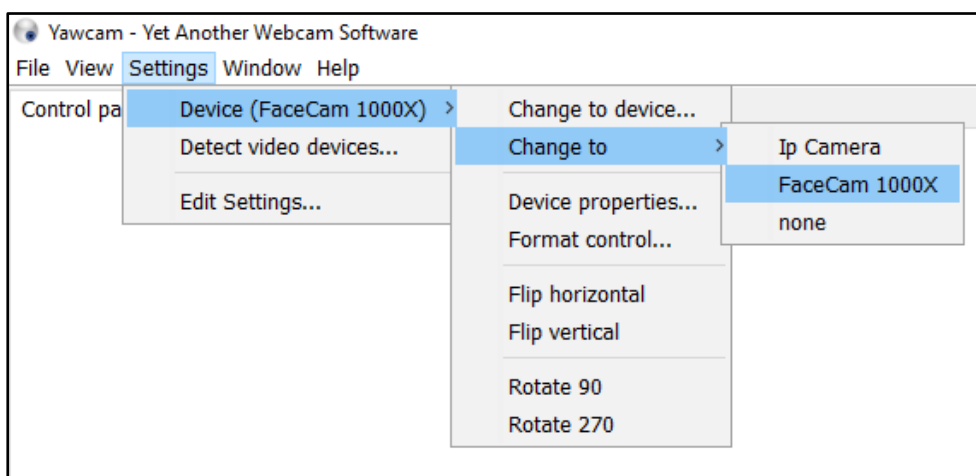 Yawcam - Yet Another Webcam Software
File View Settings Window Help
Control pa
Device (FaceCam 1000X)
Detect video devices...
Edit Settings...
Change to device...
Change to
Device properties...
Format control...
Flip horizontal
Flip vertical
Rotate 90
Rotate 270
Ip Camera
FaceCam 1000X
none